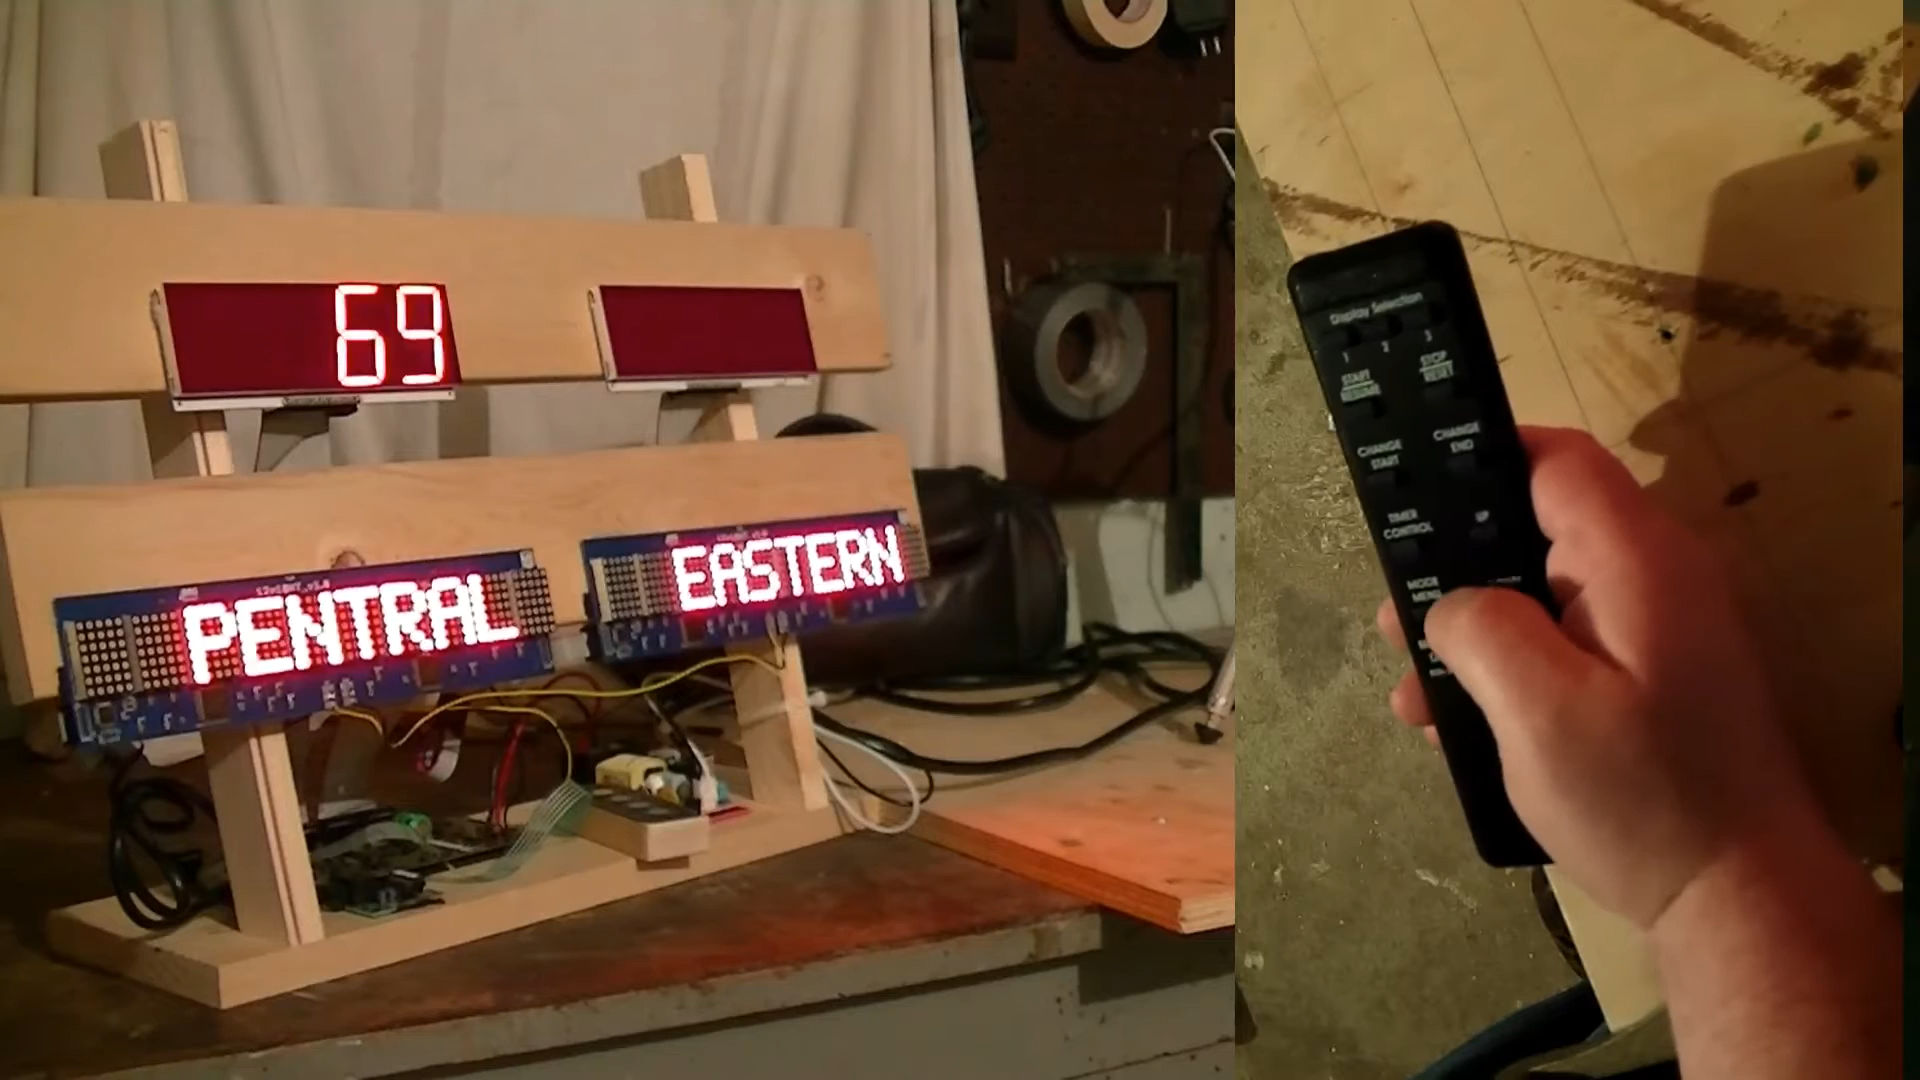 69
PENTRAL
EASTERN
Display Selection
1 2 3
START
RESUME
STOP
RESET
CHANGE
START
CHANGE
END
TIMER
CONTROL
UP
MODE
MENU